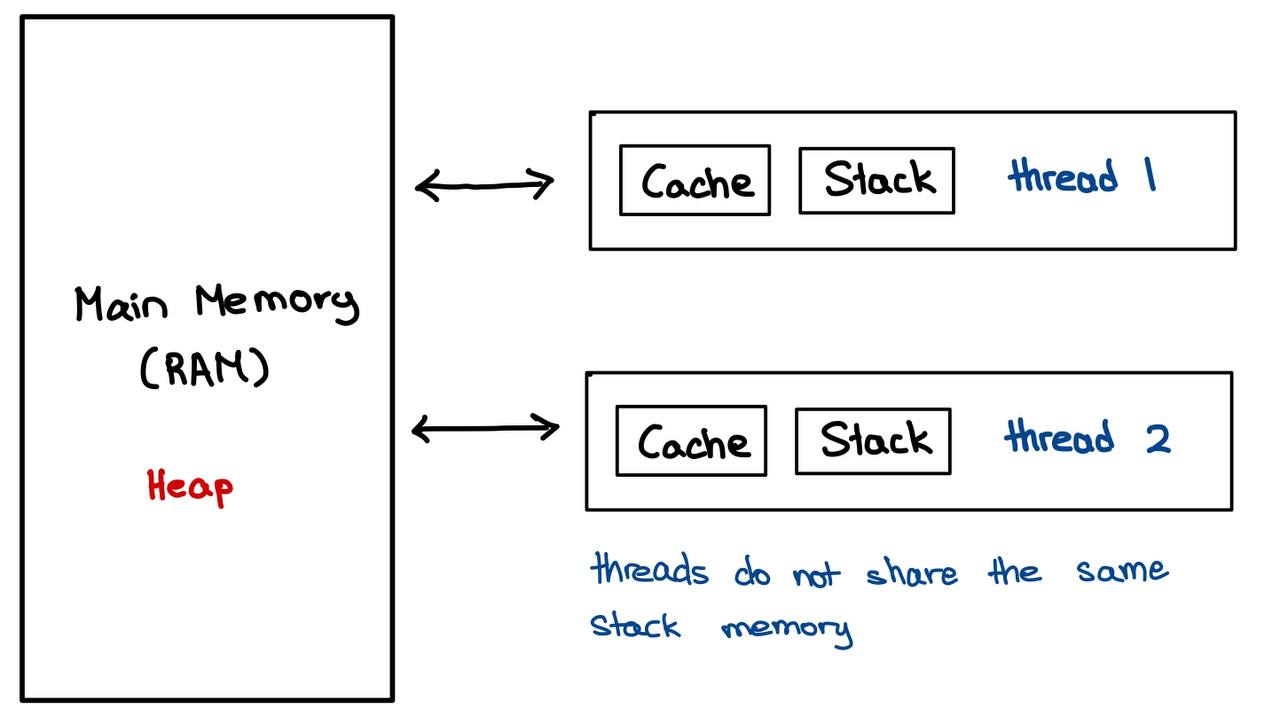 Main Memory
(RAM)
Heap
Cache
Stack
thread 1
Cache
Stack
thread 2
threads do not share the same
stack memory